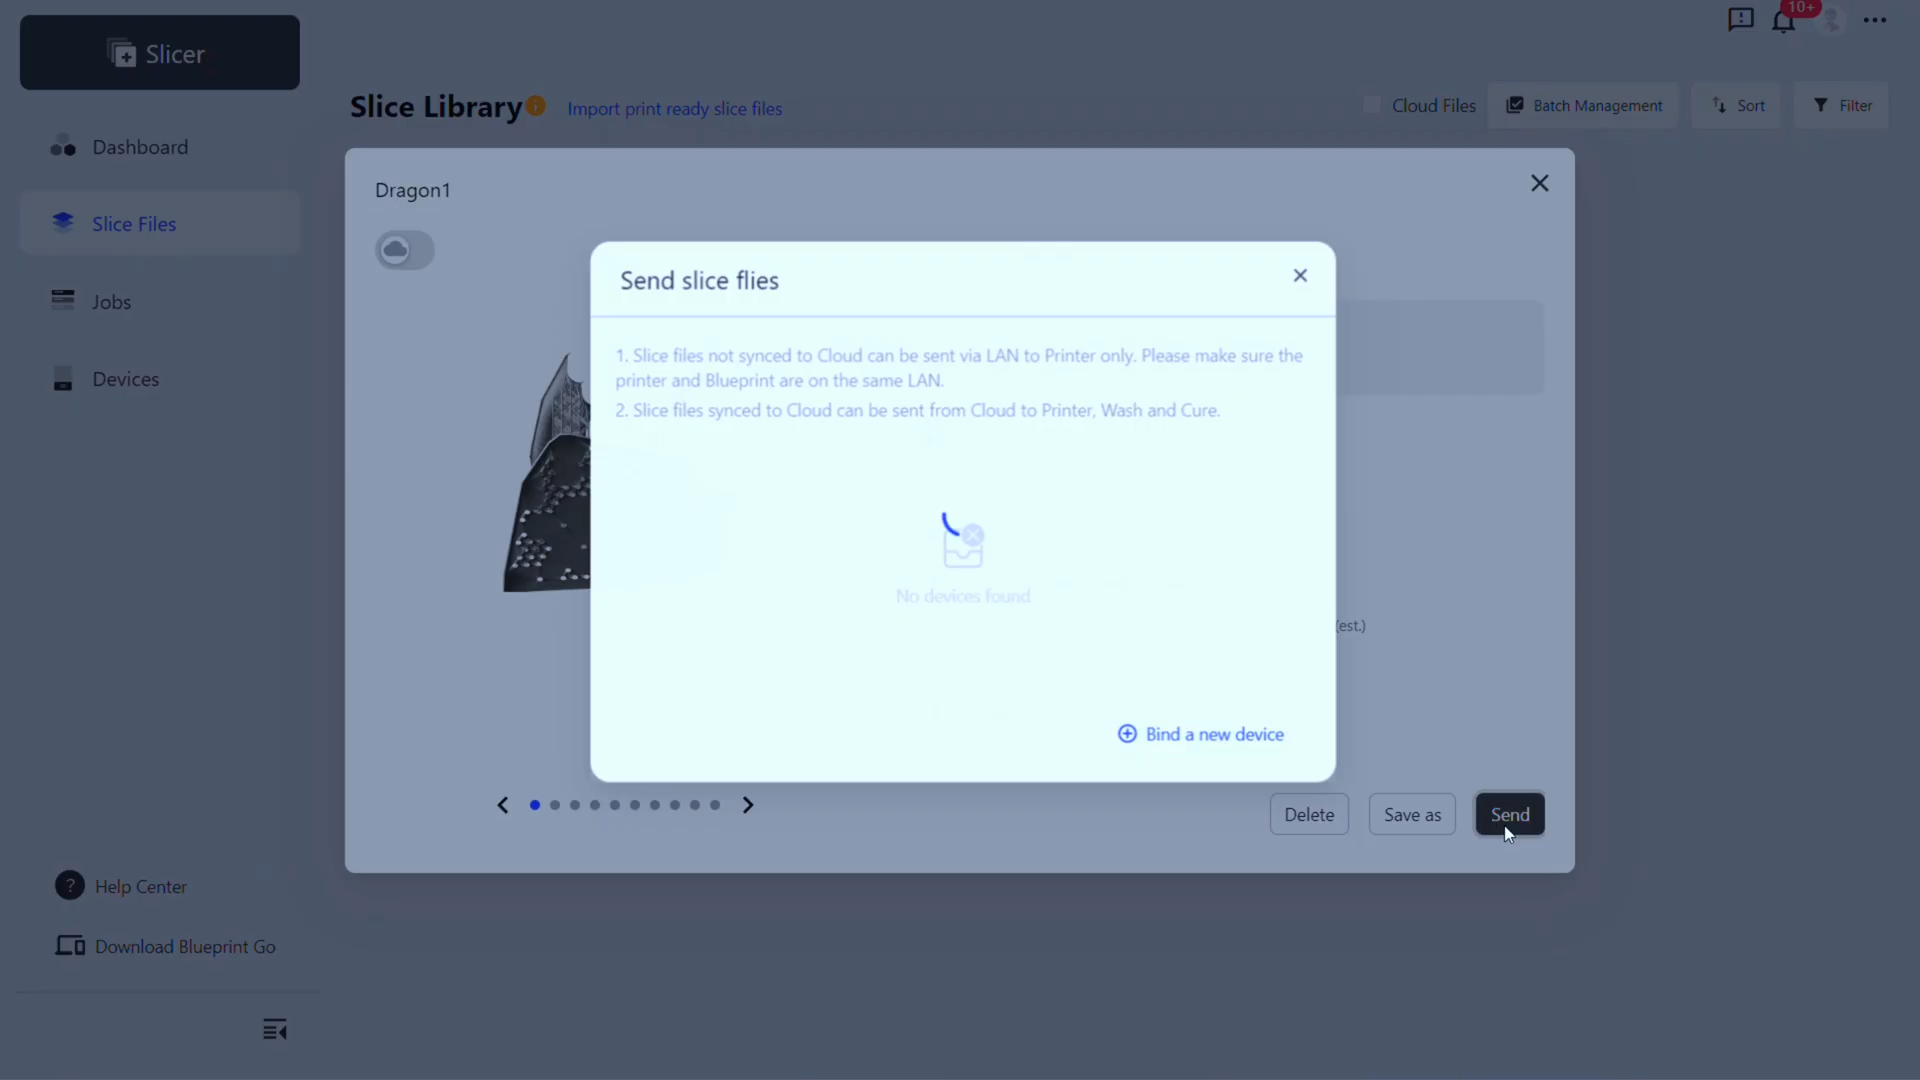 Slicer
10+
Slice Library
Import print ready slice files
Cloud Files
Batch Management
Sort
Filter
Dashboard
Slice Files
Jobs
Devices
Dragon1
Send slice flies
1. Slice files not synced to Cloud can be sent via LAN to Printer only. Please make sure the
printer and Blueprint are on the same LAN.
2. Slice files synced to Cloud can be sent from Cloud to Printer, Wash and Cure.
No devices found
(est.)
Bind a new device
Delete
Save as
Send
? Help Center
Download Blueprint Go